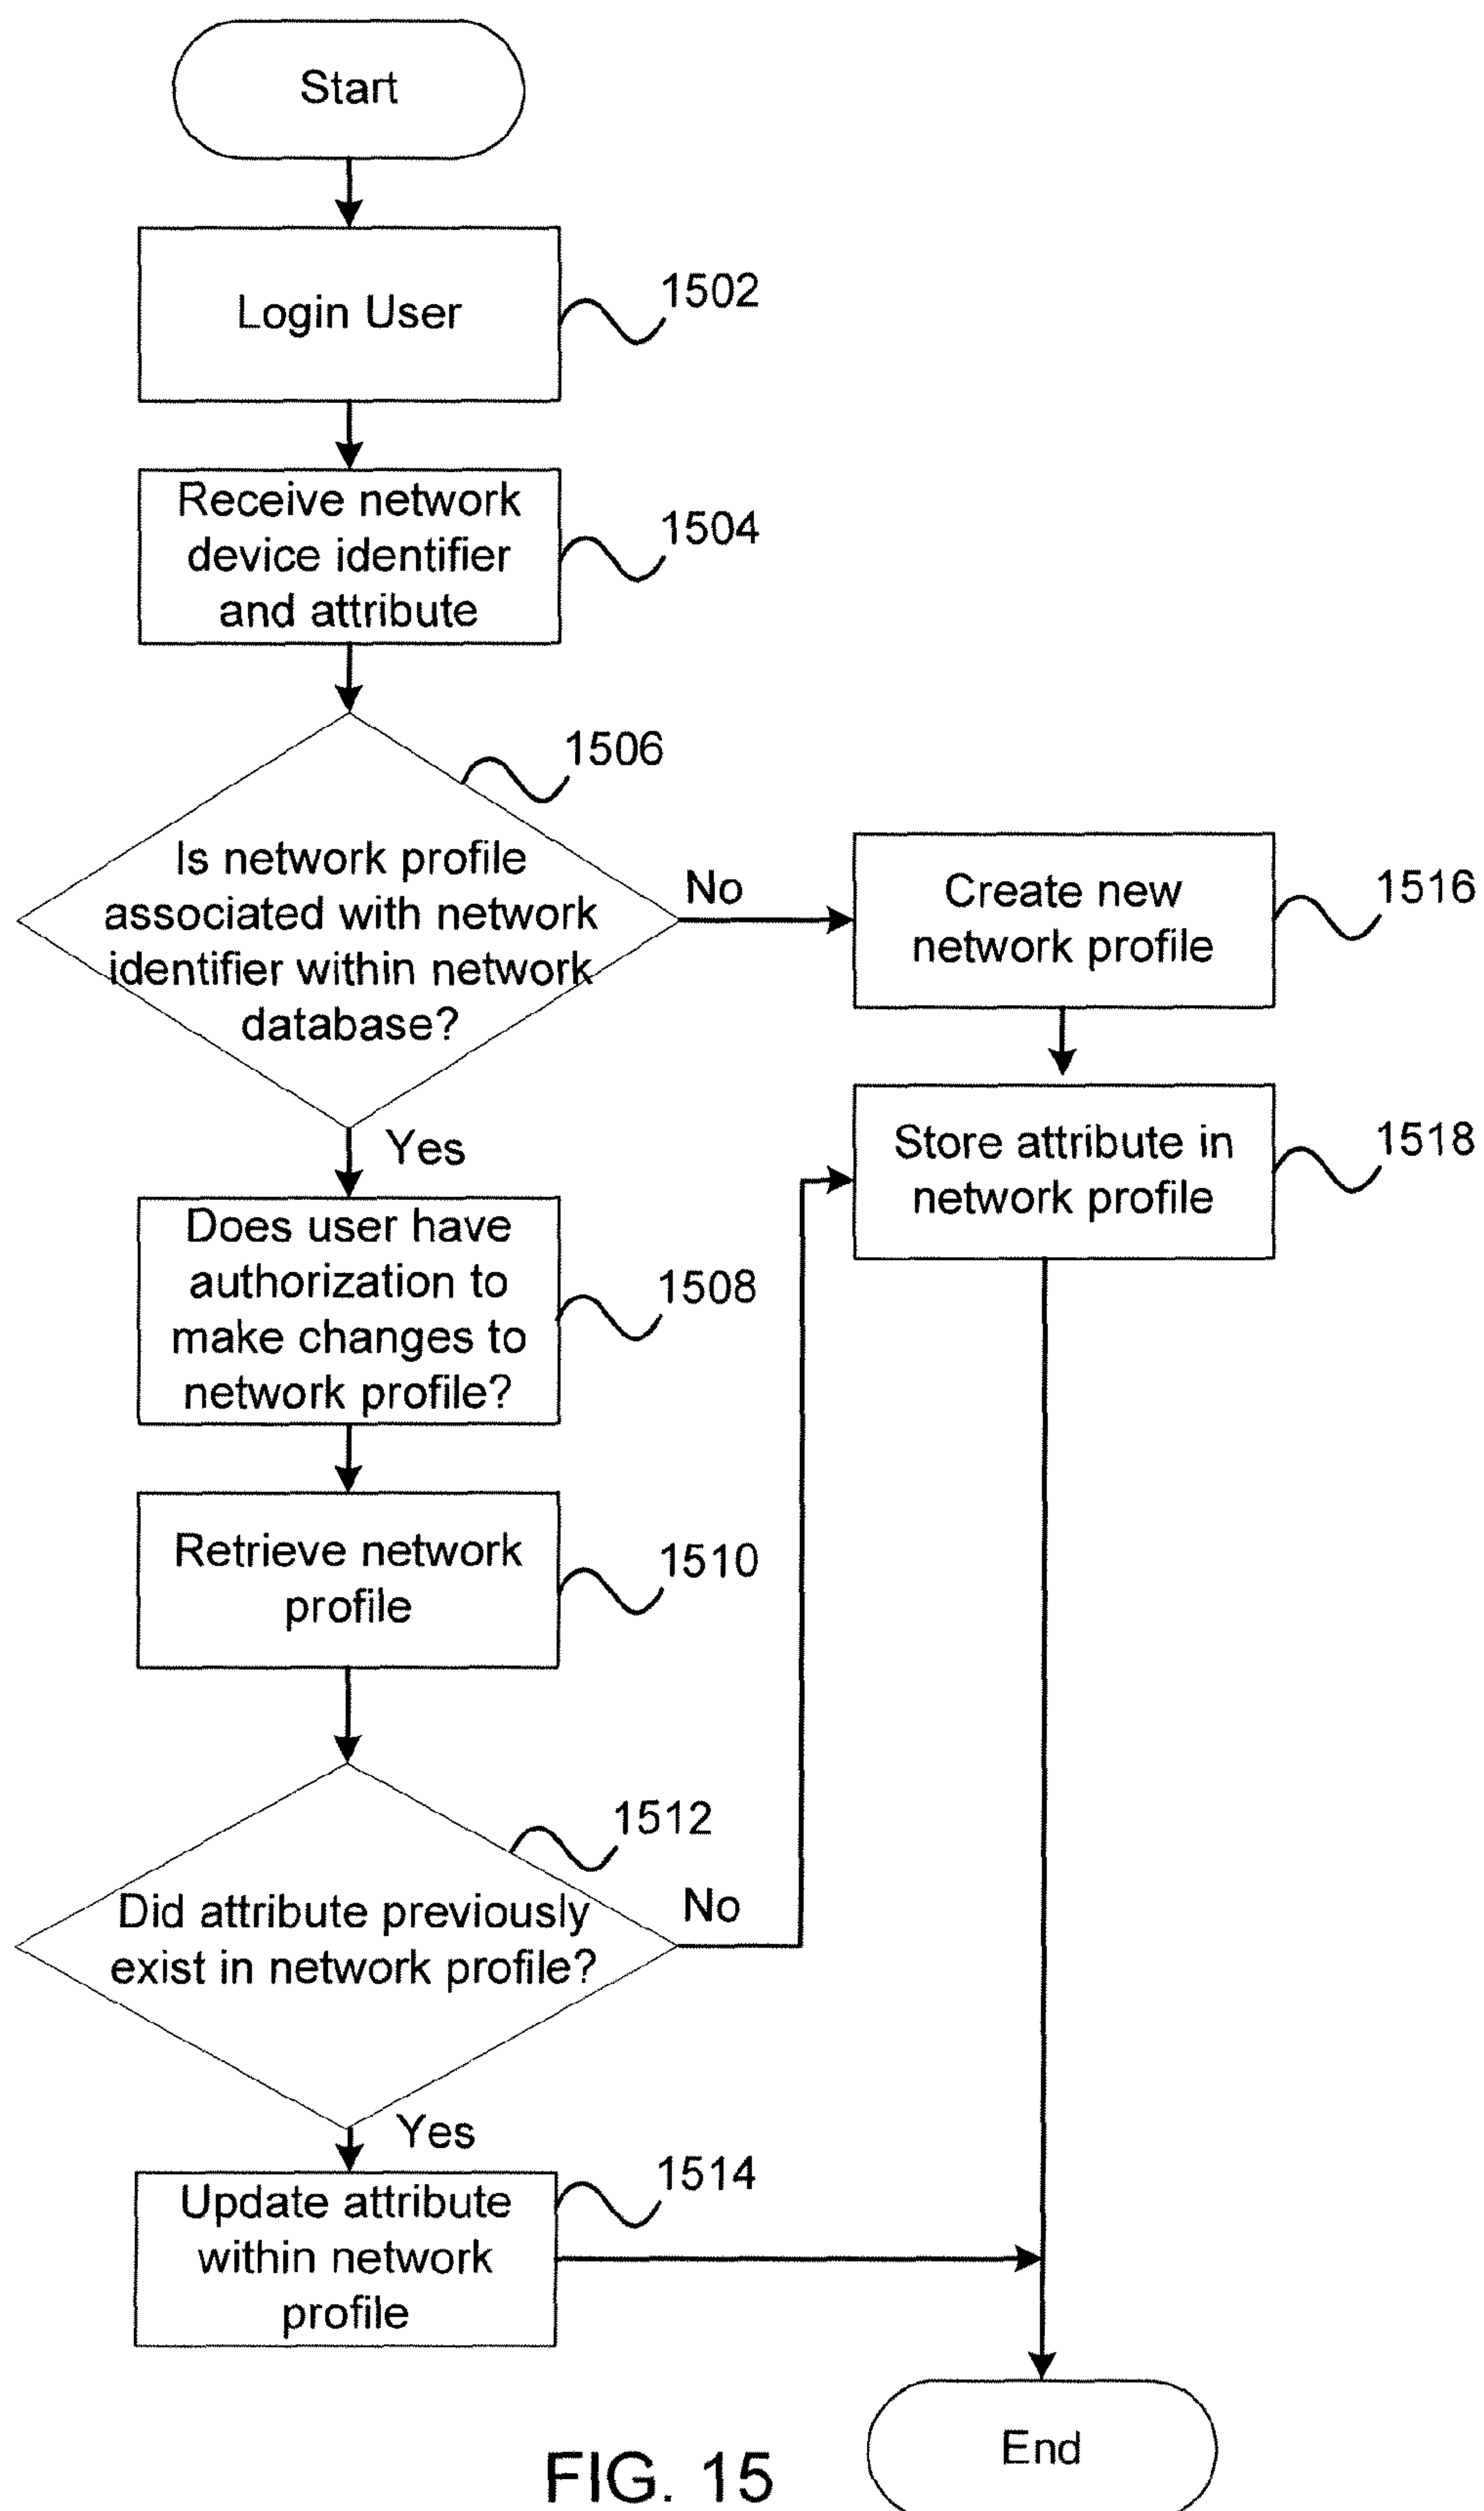 Start
Login User
1502
Receive network
device identifier
and attribute
1504
1506
Is network profile
associated with network
identifier within network
database?
No
Create new
network profile
1516
Yes
Store attribute in
network profile
1518
Does user have
authorization to
make changes to
network profile?
1508
Retrieve network
profile
1510
1512
Did attribute previously
exist in network profile?
No
Yes
Update attribute
within network
profile
1514
End
FIG. 15